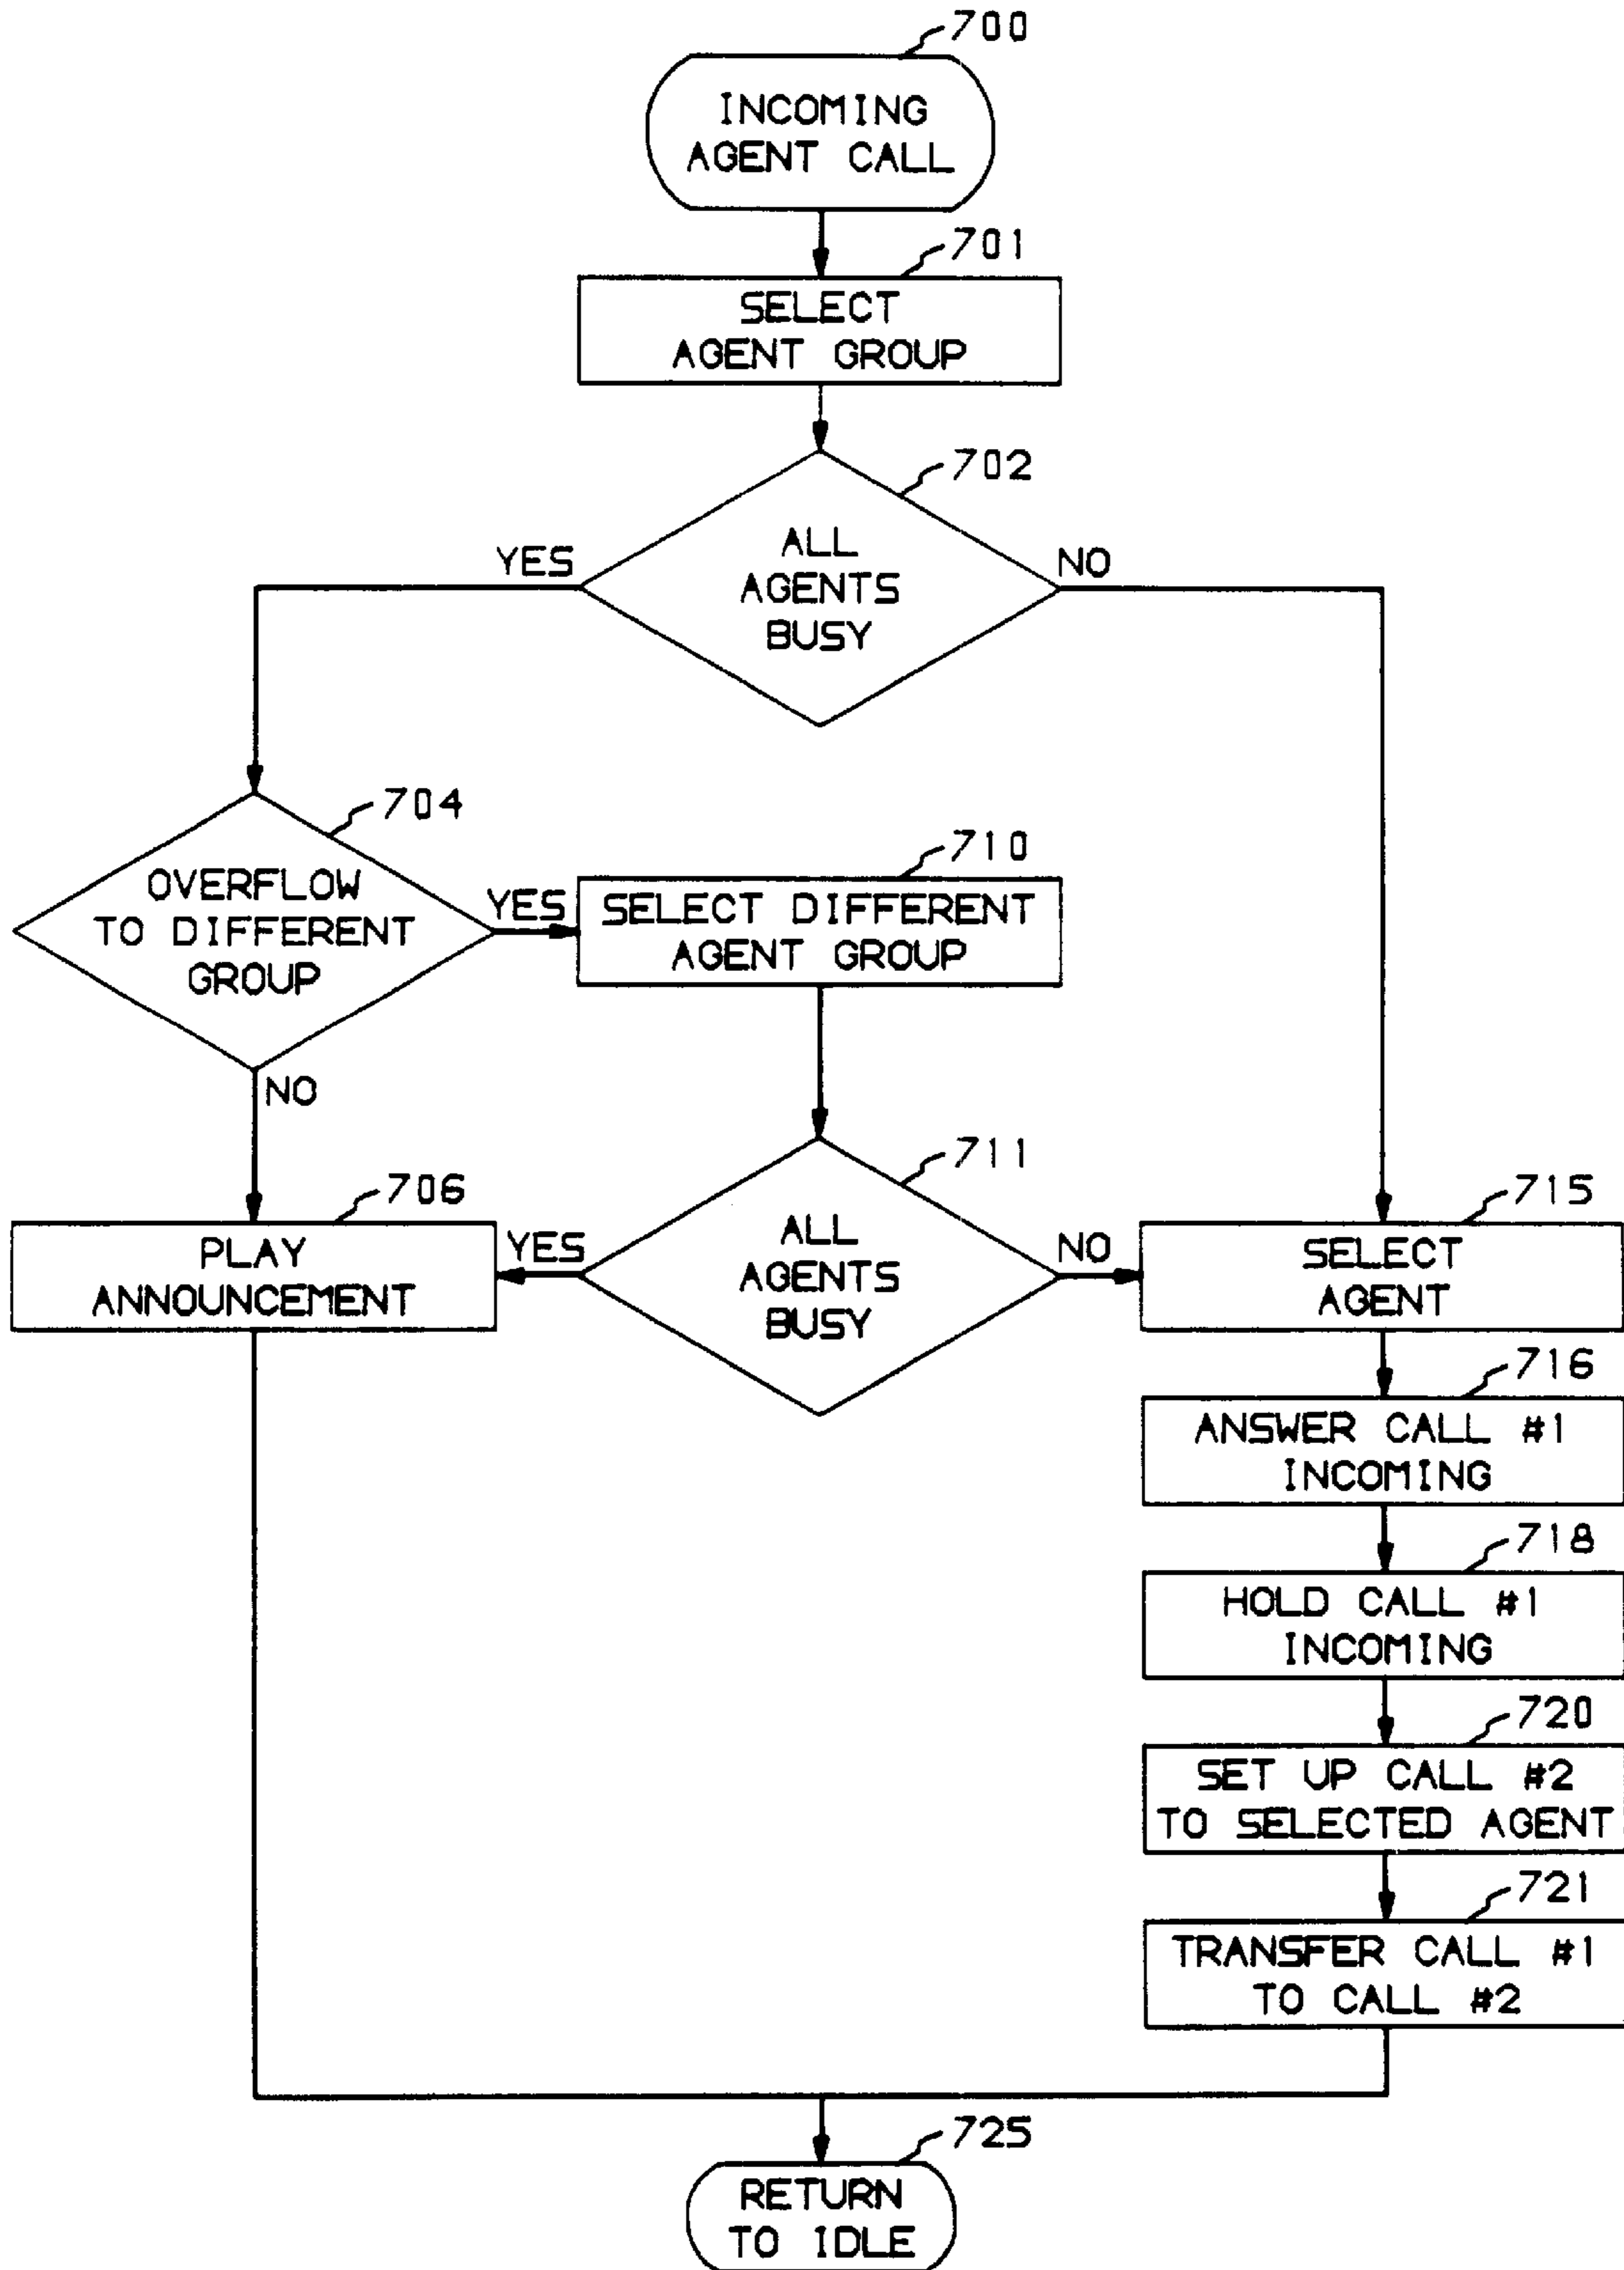 700
INCOMING
AGENT CALL
701
SELECT
AGENT GROUP
702
ALL
AGENTS
BUSY
YES
NO
704
OVERFLOW
TO DIFFERENT
GROUP
YES
NO
710
SELECT DIFFERENT
AGENT GROUP
711
ALL
AGENTS
BUSY
YES
NO
706
PLAY
ANNOUNCEMENT
715
SELECT
AGENT
716
ANSWER CALL #1
INCOMING
718
HOLD CALL #1
INCOMING
720
SET UP CALL #2
TO SELECTED AGENT
721
TRANSFER CALL #1
TO CALL #2
725
RETURN
TO IDLE